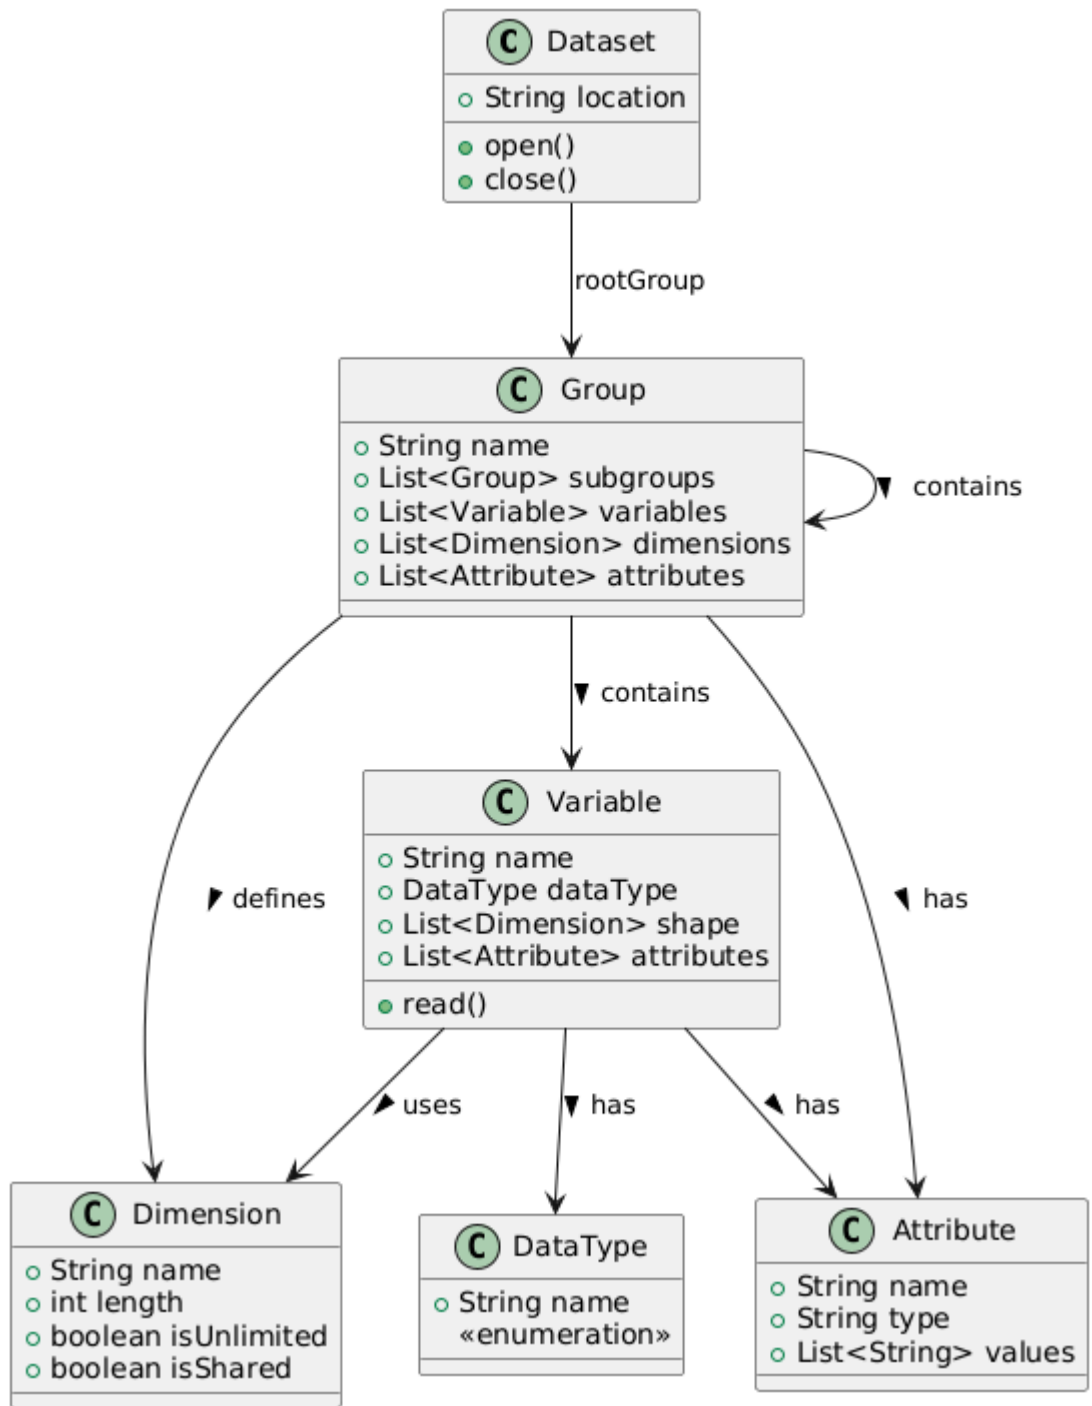 C Dataset
String location
open()
close()
rootGroup
C Group
String name
List<Group> subgroups
List<Variable> variables
List<Dimension> dimensions
List<Attribute> attributes
contains
contains
C Variable
String name
DataType dataType
List<Dimension> shape
List<Attribute> attributes
read()
defines
has
uses
has
has
C Dimension
String name
int length
boolean isUnlimited
boolean isShared
C DataType
String name
«enumeration»
C Attribute
String name
String type
List<String> values